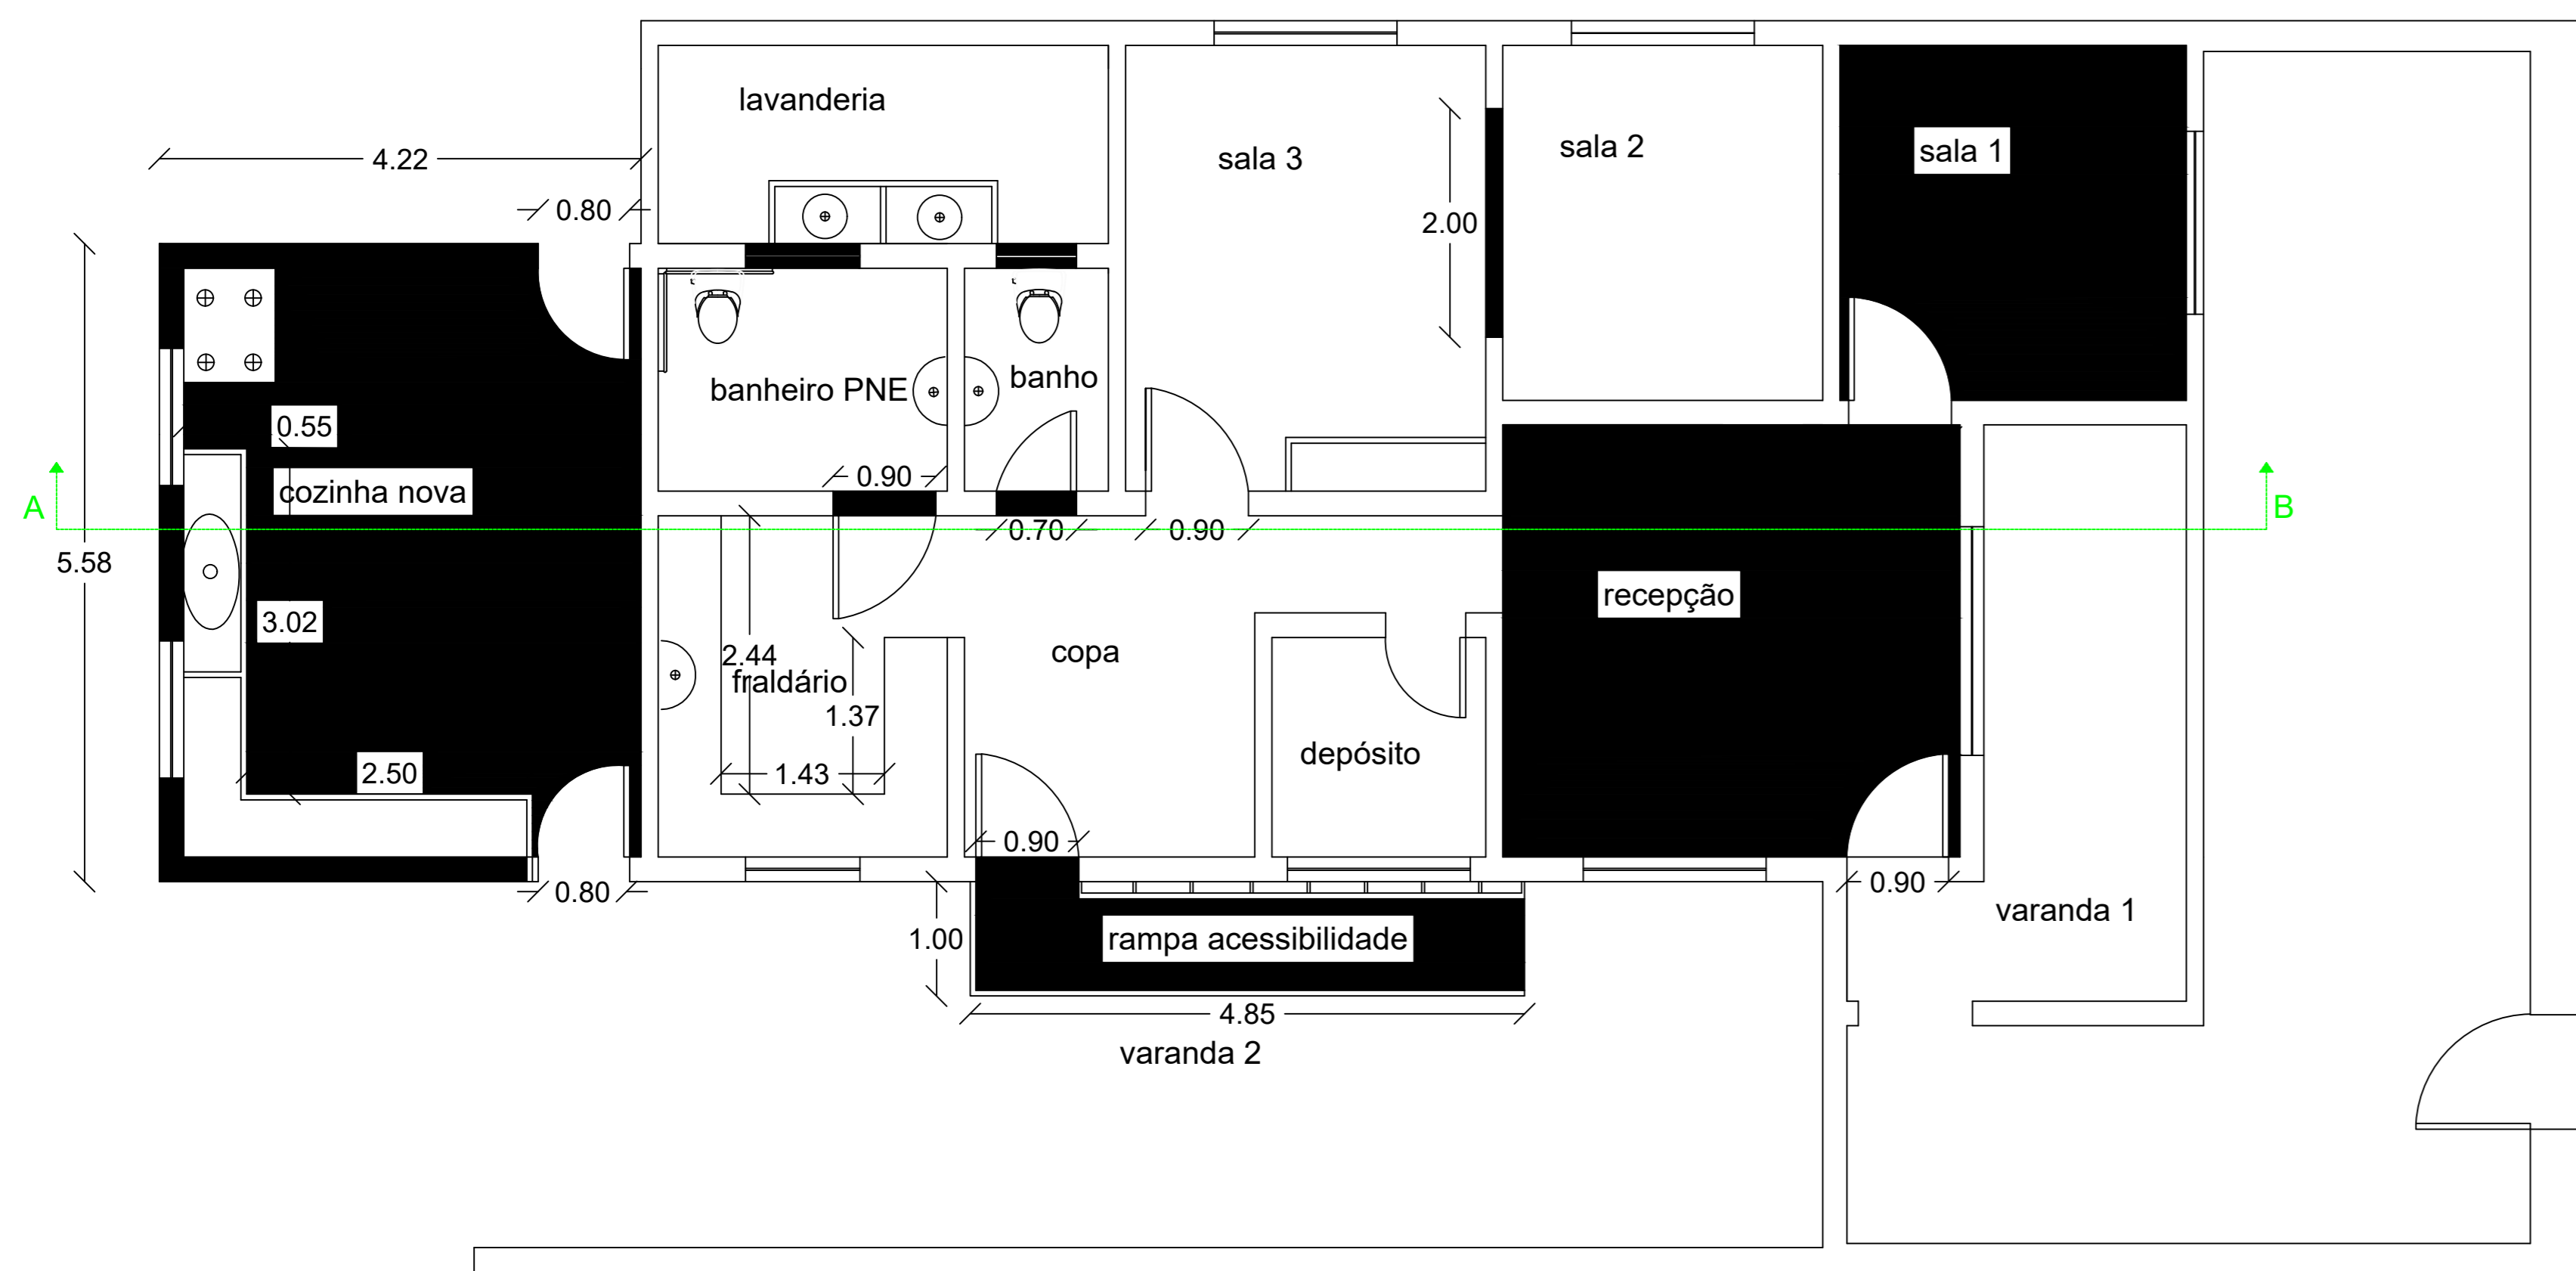 lavanderia
sala 3
sala 2
sala 1
4.22
0.80
2.00
banheiro PNE
banho
0.55
0.90
cozinha nova
A
B
0.70
0.90
5.58
recepção
3.02
2.44
copa
fraldário
1.37
depósito
2.50
1.43
0.90
0.80
0.90
varanda 1
1.00
rampa acessibilidade
4.85
varanda 2